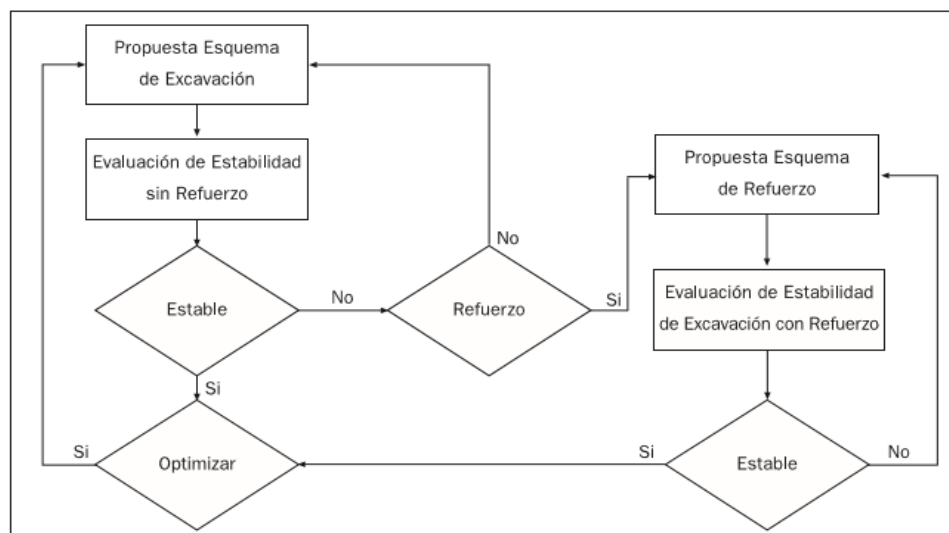 Propuesta Esquema
de Excavación
Evaluación de Estabilidad
sin Refuerzo
Propuesta Esquema
de Refuerzo
No
Estable
No
Refuerzo
Si
Evaluación de Estabilidad
de Excavación con Refuerzo
Si
Si
Optimizar
Si
Estable
No